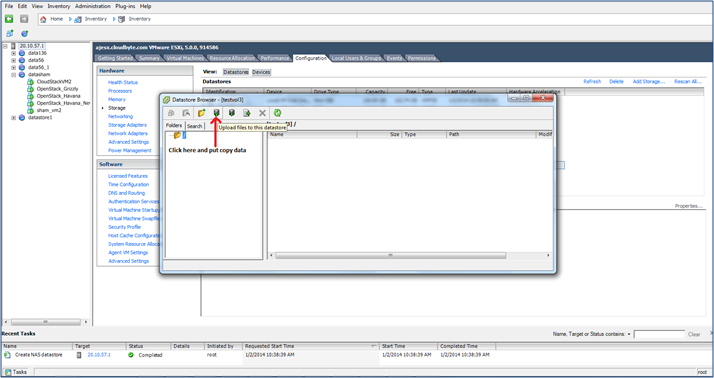 File Edit View Inventory Administration Plug-ins Help
Home Inventory Inventory
20.10.57.1
data136
data56
data56_1
datasham
CloudStackVM2
OpenStack_Grizzly
OpenStack_Havana
OpenStack_Havana_Ne
sham_vm2
datastore1
ajesx.cloudbyte.com VMware ESXi, 5.0.0, 914586
Getting Started Summary Virtual Machines Resource Allocation Performance Configuration Local Users & Groups Events Permissions
Hardware
Health Status
Processors
Memory
Storage
Networking
Storage Adapters
Network Adapters
Advanced Settings
Power Management
Software
Licensed Features
Time Configuration
DNS and Routing
Authentication Services
Virtual Machine Startup
Virtual Machine Swapfile
Security Profile
Host Cache Configuration
System Resource Allocat
Agent VM Settings
Advanced Settings
View: Datastores Devices
Datastores
Refresh Delete Add Storage... Rescan All...
Identification Device Drive Type Capacity Free Type Last Update Hardware Acceleration
Datastore Browser - [testvol3]
Upload files to this datastore
Folders Search
/
Name Size Type Path Modif
Click here and put copy data
Properties...
Recent Tasks
Name, Target or Status contains: Clear
Name Target Status Details Initiated by Requested Start Time Start Time Completed Time
Create NAS datastore 20.10.57.1 Completed root 1/2/2014 10:38:39 AM 1/2/2014 10:38:39 AM 1/2/2014 10:38:39 AM
Tasks root